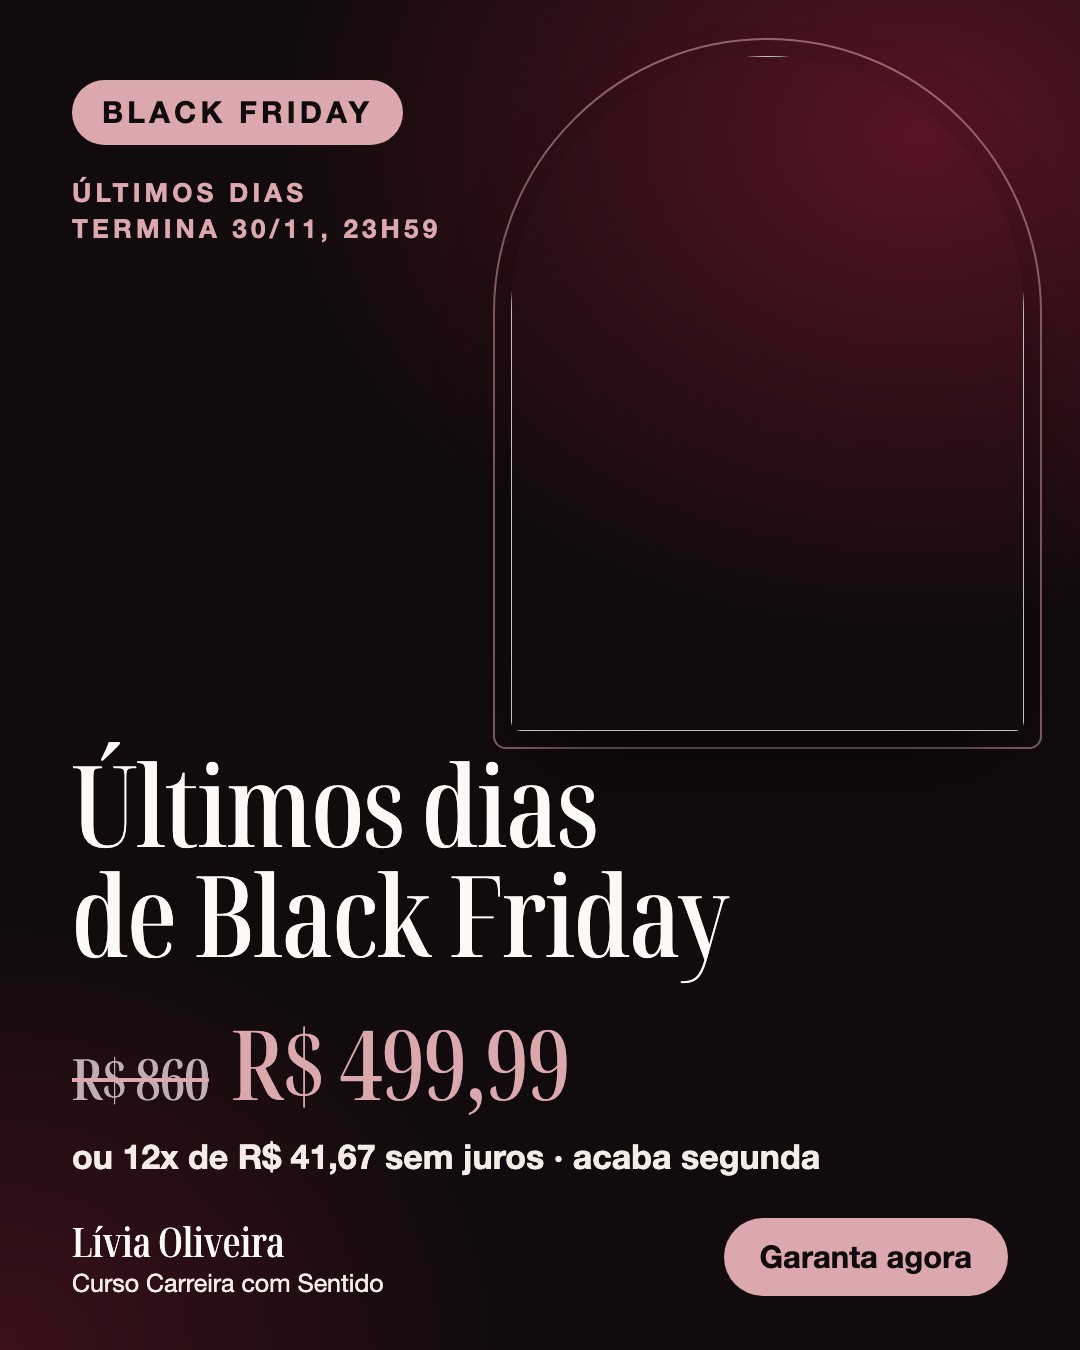 BLACK FRIDAY
ÚLTIMOS DIAS
TERMINA 30/11, 23H59
Últimos dias
de Black Friday
R$ 860 R$ 499,99
ou 12x de R$ 41,67 sem juros · acaba segunda
Lívia Oliveira
Curso Carreira com Sentido
Garanta agora